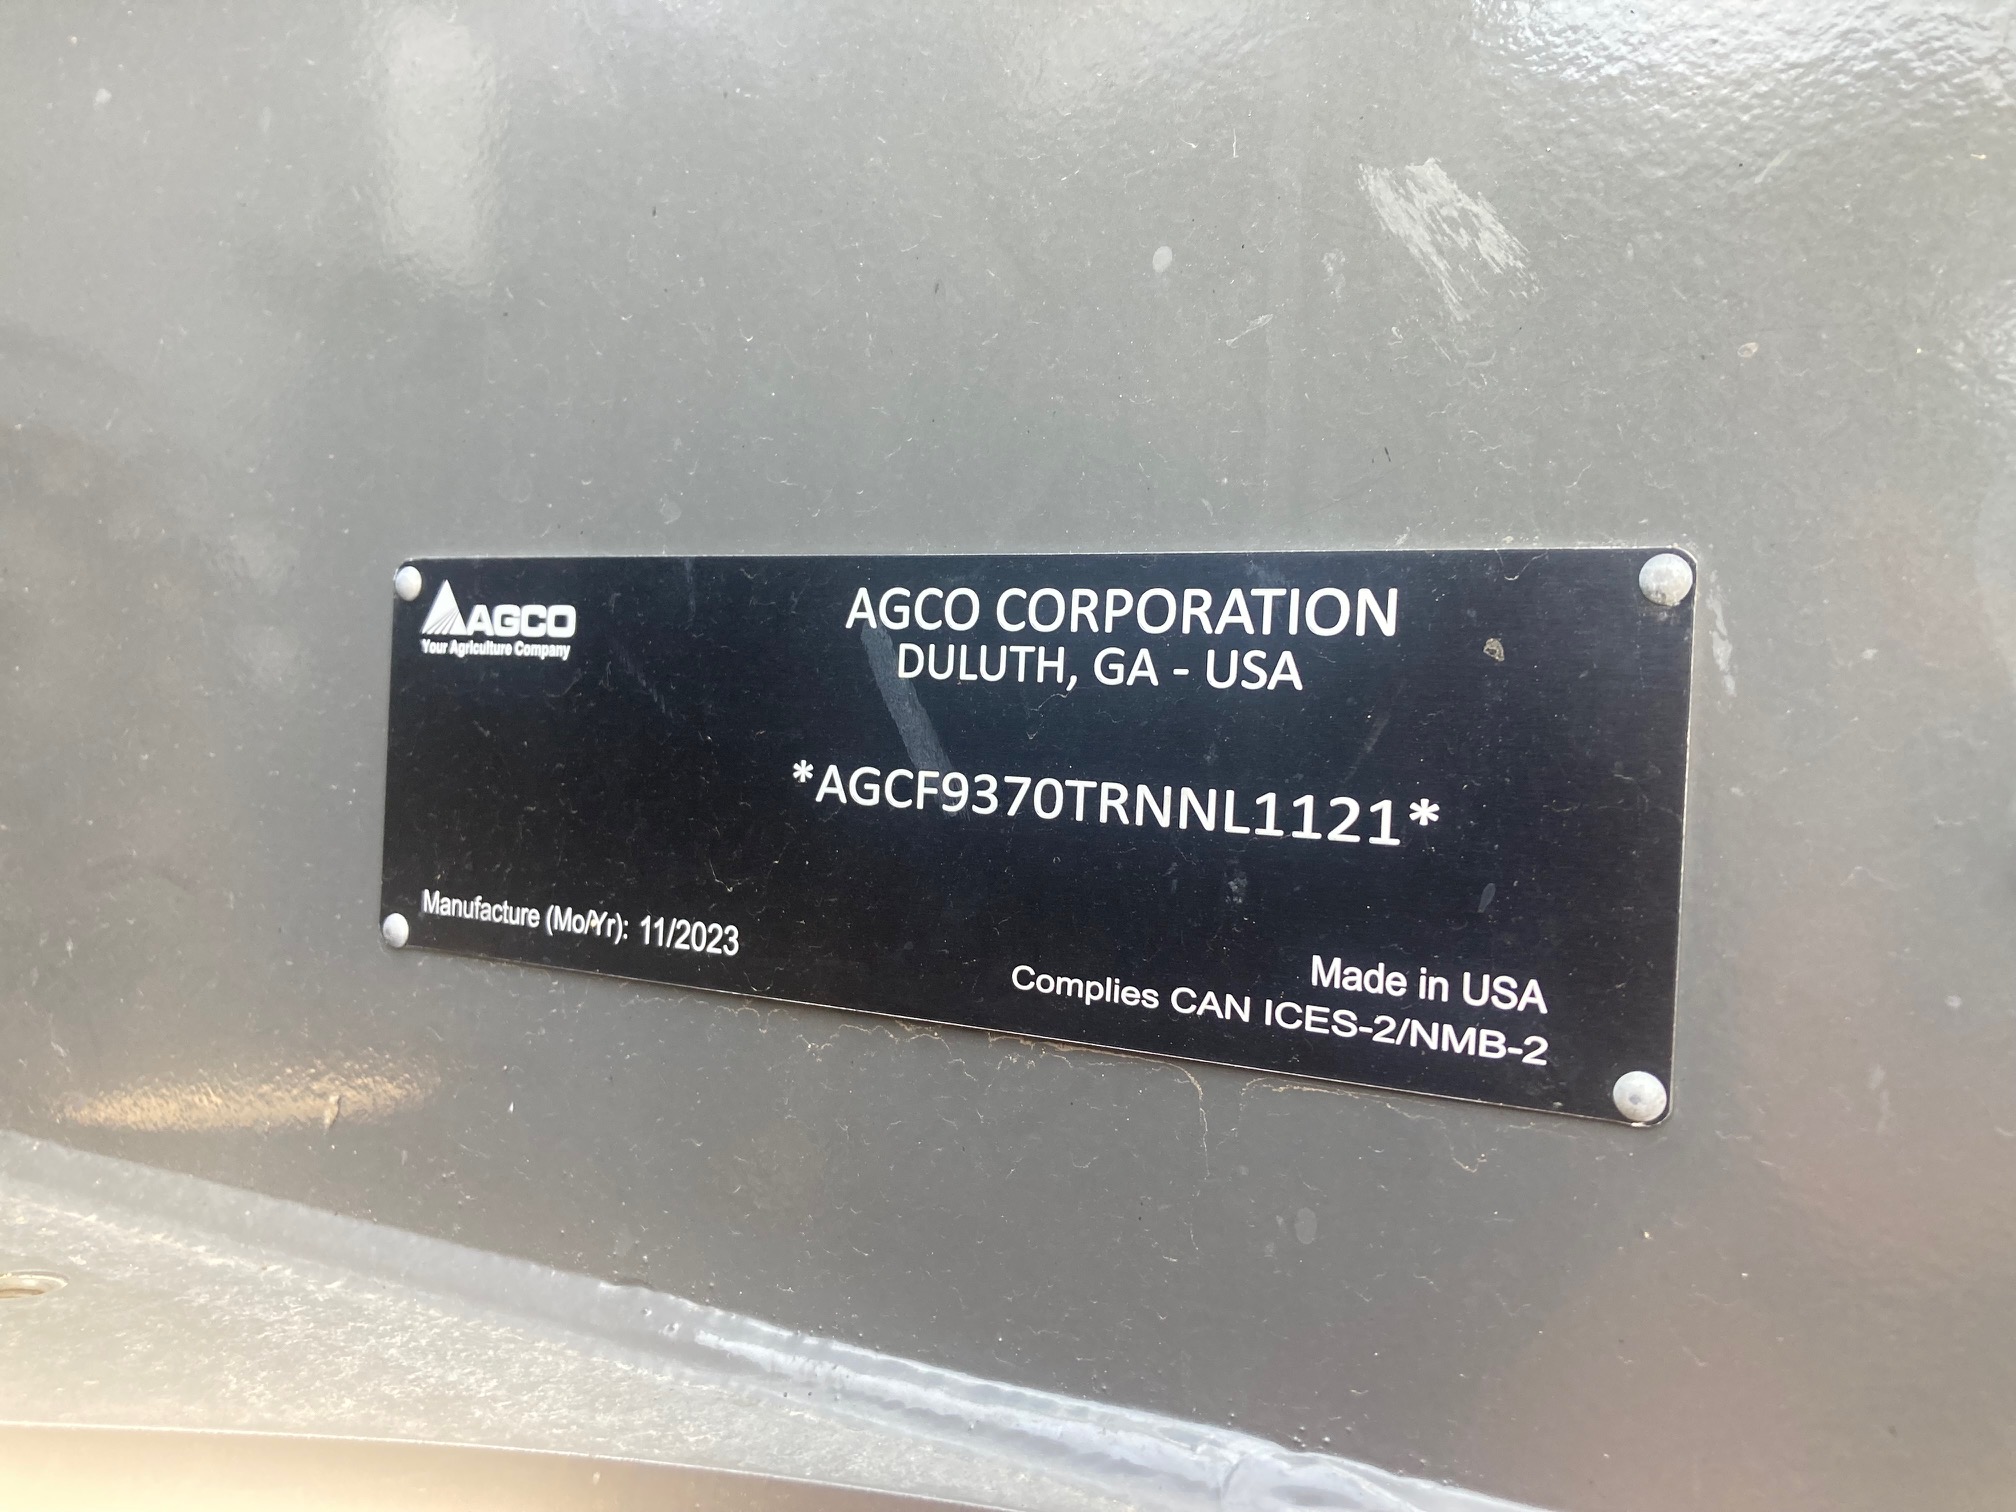 AGCO
Your Agriculture Company
AGCO CORPORATION
DULUTH, GA - USA
*AGCF9370TRNNL1121*
Manufacture (Mo/Yr): 11/2023
Made in USA
Complies CAN ICES-2/NMB-2